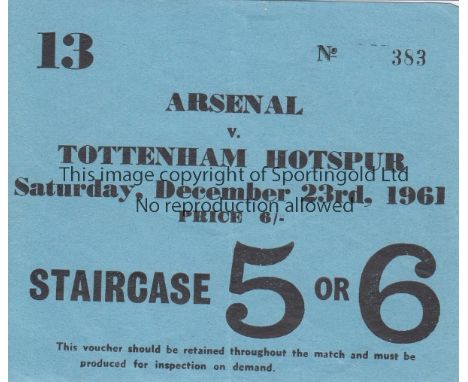 13
No 383
ARSENAL
v.
TOTTENHAM HOTSPUR
This image copyright of Sportingold Ltd
Saturday, December 23rd, 1961
No reproduction allowed
PRICE 6/-
STAIRCASE 5 OR 6
This voucher should be retained throughout the match and must be
produced for inspection on demand.